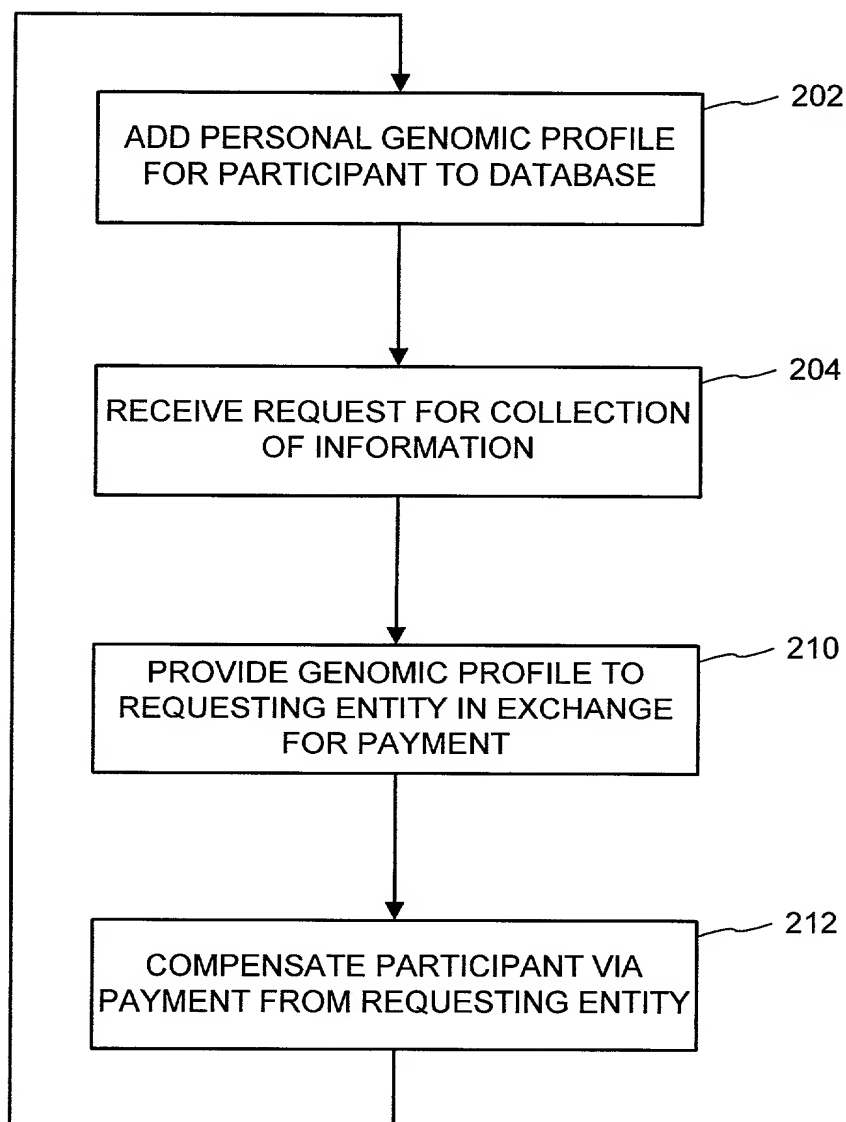 202
ADD PERSONAL GENOMIC PROFILE
FOR PARTICIPANT TO DATABASE
204
RECEIVE REQUEST FOR COLLECTION
OF INFORMATION
210
PROVIDE GENOMIC PROFILE TO
REQUESTING ENTITY IN EXCHANGE
FOR PAYMENT
212
COMPENSATE PARTICIPANT VIA
PAYMENT FROM REQUESTING ENTITY